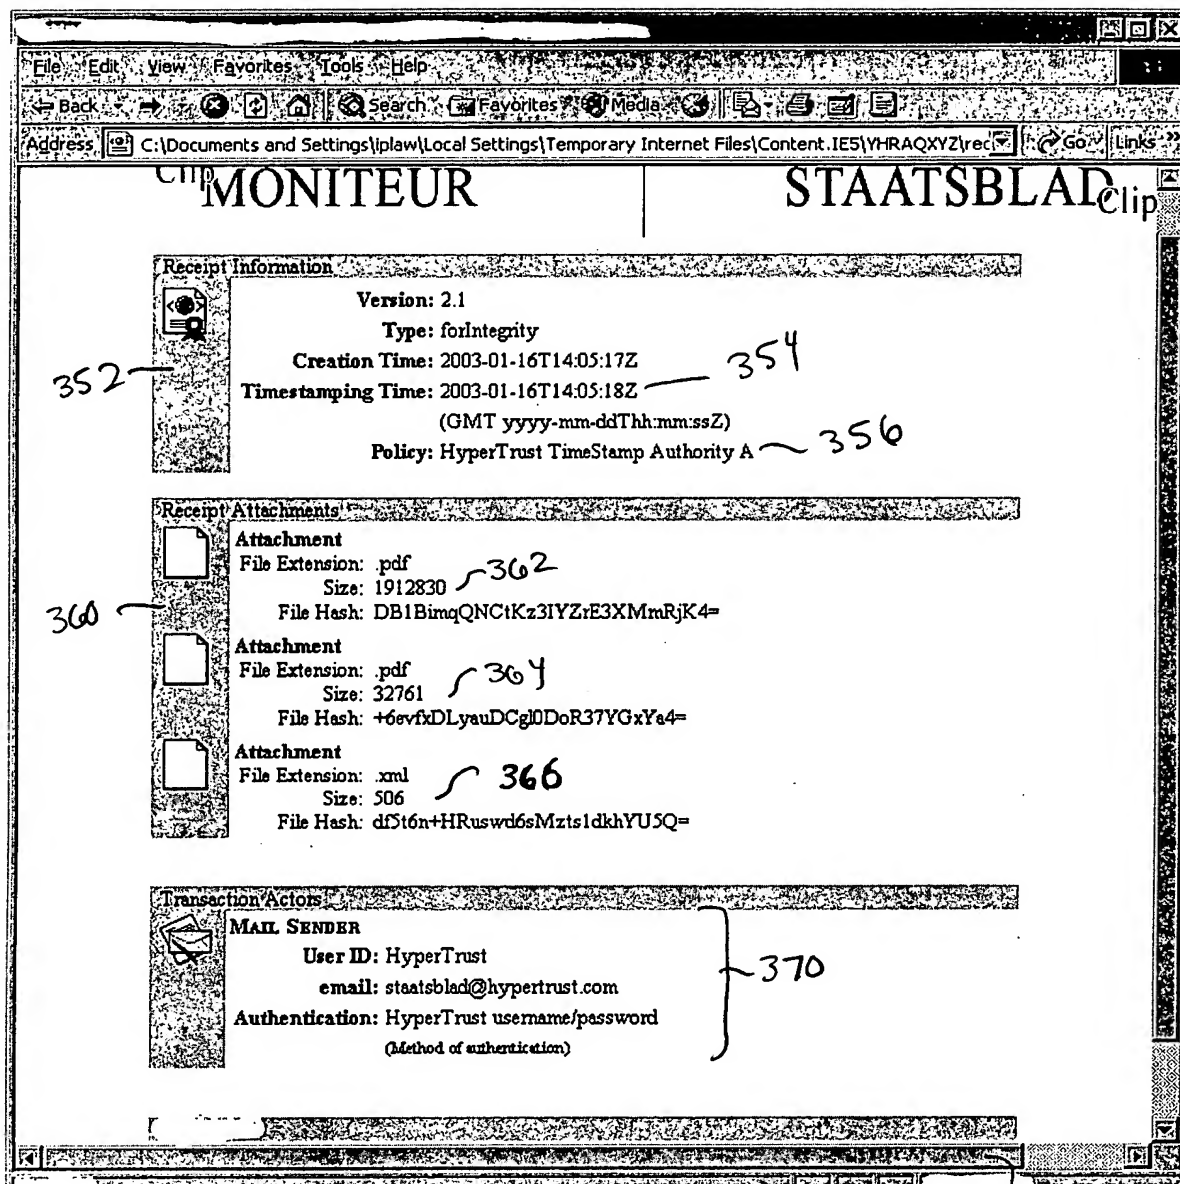 File Edit View Favorites Tools Help
Back Search Favorites Media
Address C:\Documents and Settings\iplaw\Local Settings\Temporary Internet Files\Content.IE5\YHRAQXYZ\rec Go Links »
Clip MONITEUR STAATSBLAD Clip
Receipt Information
Version: 2.1
Type: forIntegrity
Creation Time: 2003-01-16T14:05:17Z
354
352
Timestamping Time: 2003-01-16T14:05:18Z
(GMT yyyy-mm-ddThh:mm:ssZ)
Policy: HyperTrust TimeStamp Authority A 356
Receipt Attachments
Attachment
File Extension: .pdf
362
Size: 1912830
360
File Hash: DB1BimqQNCtKz3IYZrE3XMmRjK4=
Attachment
File Extension: .pdf
364
Size: 32761
File Hash: +6evfxDLyauDCgl0DoR37YGxYa4=
Attachment
File Extension: .xml
366
Size: 506
File Hash: df5t6n+HRuswd6sMzts1dkhYU5Q=
Transaction Actors
MAIL SENDER
User ID: HyperTrust
370
email: staatsblad@hypertrust.com
Authentication: HyperTrust username/password
(Method of authentication)